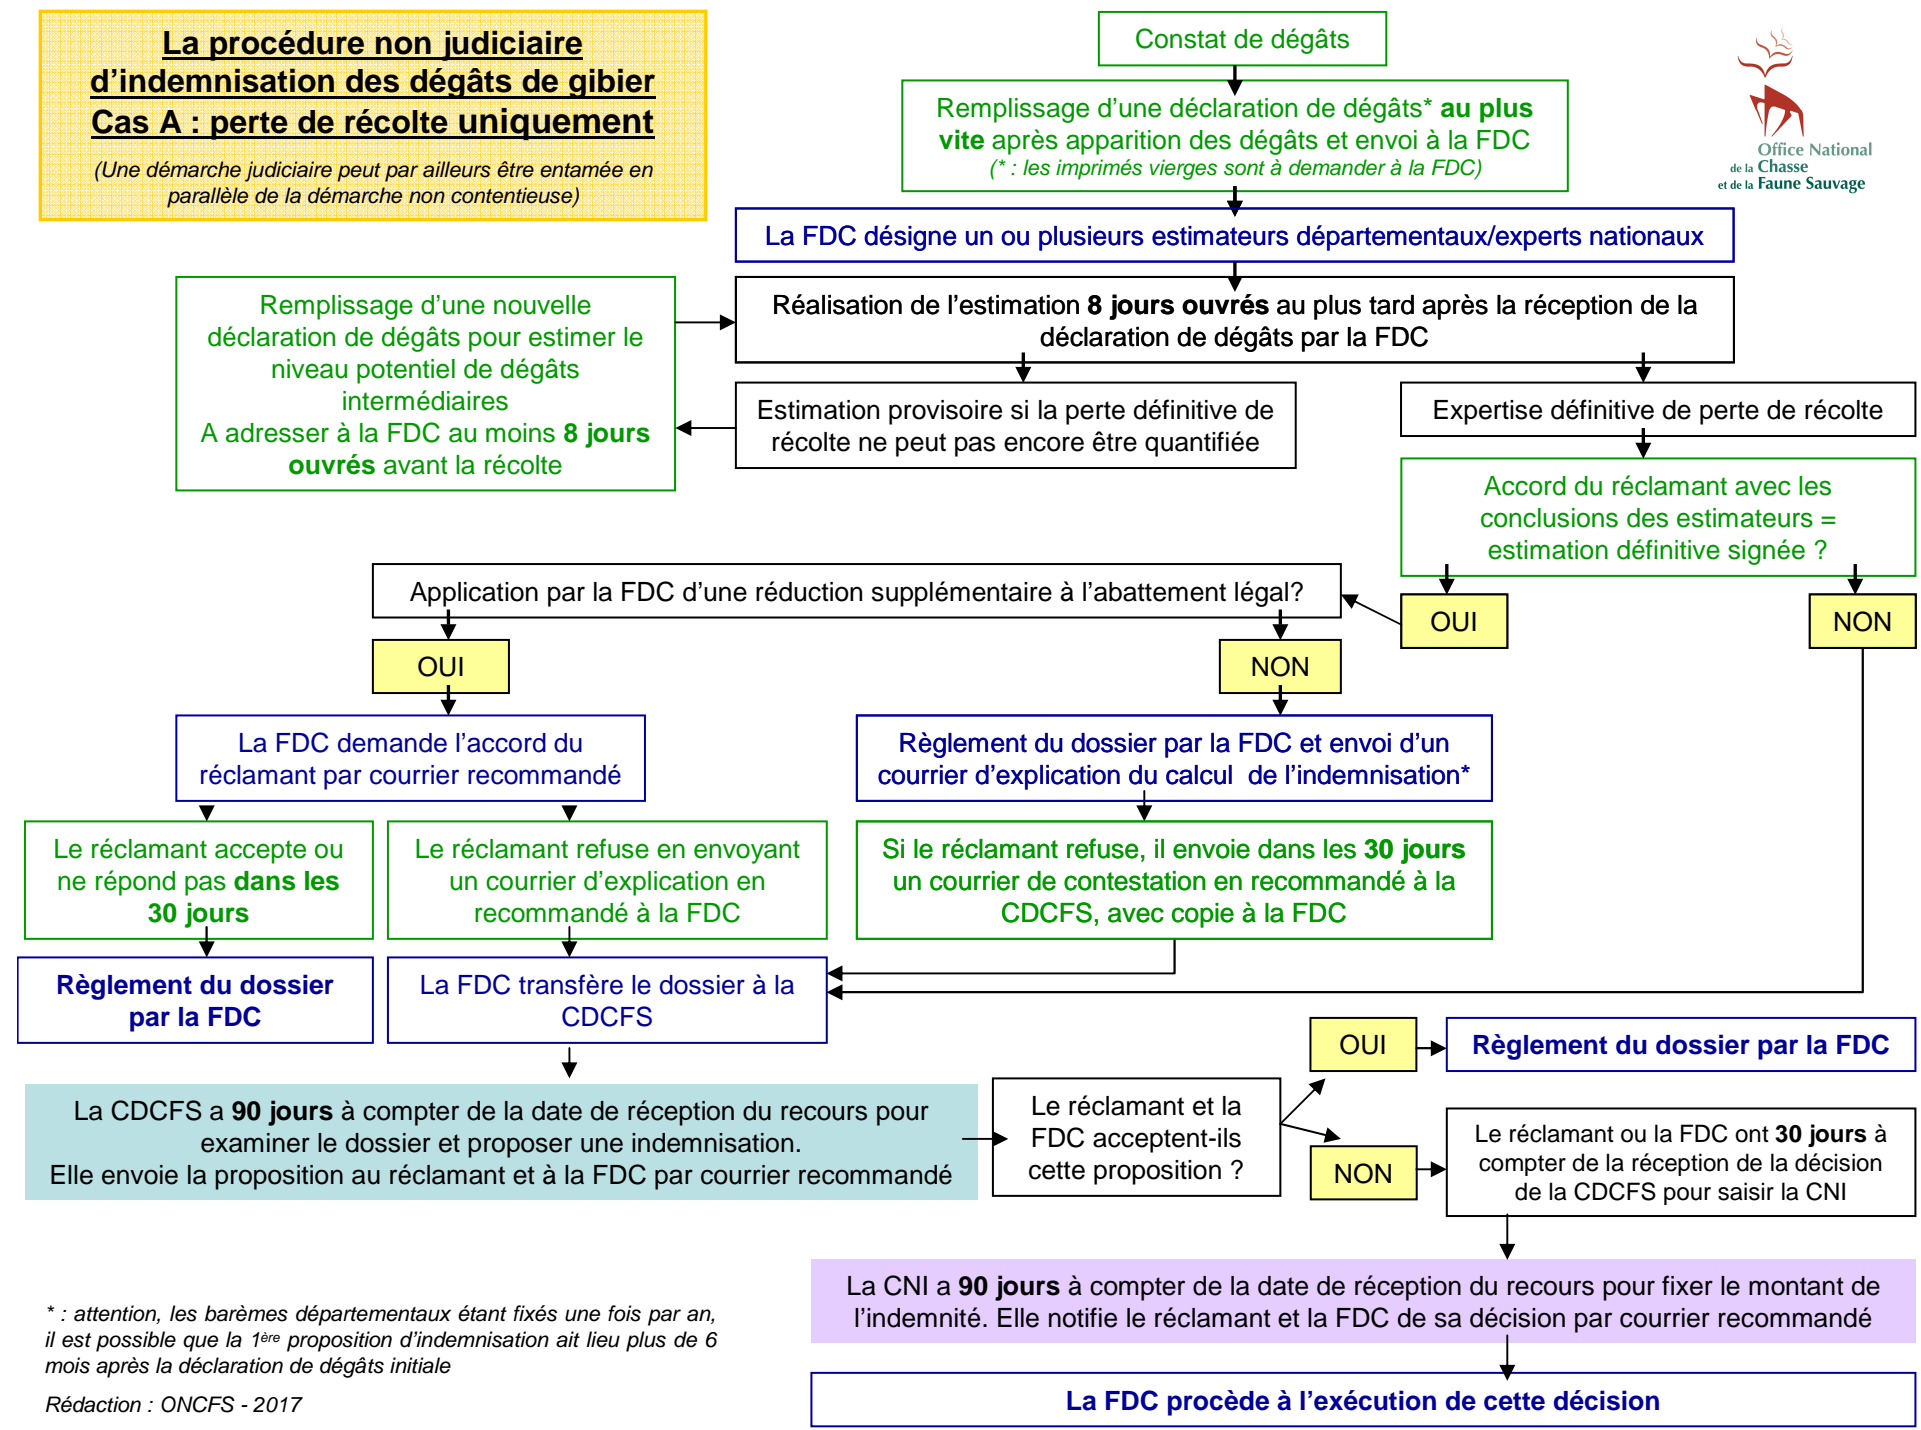 La procédure non judiciaire
d’indemnisation des dégâts de gibier
Cas A : perte de récolte uniquement
(Une démarche judiciaire peut par ailleurs être entamée en
parallèle de la démarche non contentieuse)
Constat de dégâts
Office National
de la Chasse
et de la Faune Sauvage
Remplissage d’une déclaration de dégâts* au plus
vite après apparition des dégâts et envoi à la FDC
(* : les imprimés vierges sont à demander à la FDC)
La FDC désigne un ou plusieurs estimateurs départementaux/experts nationaux
Réalisation de l’estimation 8 jours ouvrés au plus tard après la réception de la
déclaration de dégâts par la FDC
Remplissage d’une nouvelle
déclaration de dégâts pour estimer le
niveau potentiel de dégâts
intermédiaires
A adresser à la FDC au moins 8 jours
ouvrés avant la récolte
Estimation provisoire si la perte définitive de
récolte ne peut pas encore être quantifiée
Expertise définitive de perte de récolte
Accord du réclamant avec les
conclusions des estimateurs =
estimation définitive signée ?
OUI
NON
Application par la FDC d’une réduction supplémentaire à l’abattement légal?
OUI
NON
La FDC demande l’accord du
réclamant par courrier recommandé
Règlement du dossier par la FDC et envoi d’un
courrier d’explication du calcul  de l’indemnisation*
Le réclamant accepte ou
ne répond pas dans les
30 jours
Le réclamant refuse en envoyant
un courrier d’explication en
recommandé à la FDC
Si le réclamant refuse, il envoie dans les 30 jours
un courrier de contestation en recommandé à la
CDCFS, avec copie à la FDC
Règlement du dossier
par la FDC
La FDC transfère le dossier à la
CDCFS
La CDCFS a 90 jours à compter de la date de réception du recours pour
examiner le dossier et proposer une indemnisation.
Elle envoie la proposition au réclamant et à la FDC par courrier recommandé
Le réclamant et la
FDC acceptent-ils
cette proposition ?
OUI
Règlement du dossier par la FDC
NON
Le réclamant ou la FDC ont 30 jours à
compter de la réception de la décision
de la CDCFS pour saisir la CNI
La CNI a 90 jours à compter de la date de réception du recours pour fixer le montant de
l’indemnité. Elle notifie le réclamant et la FDC de sa décision par courrier recommandé
La FDC procède à l’exécution de cette décision
* : attention, les barèmes départementaux étant fixés une fois par an,
il est possible que la 1ère proposition d’indemnisation ait lieu plus de 6
mois après la déclaration de dégâts initiale
Rédaction : ONCFS - 2017